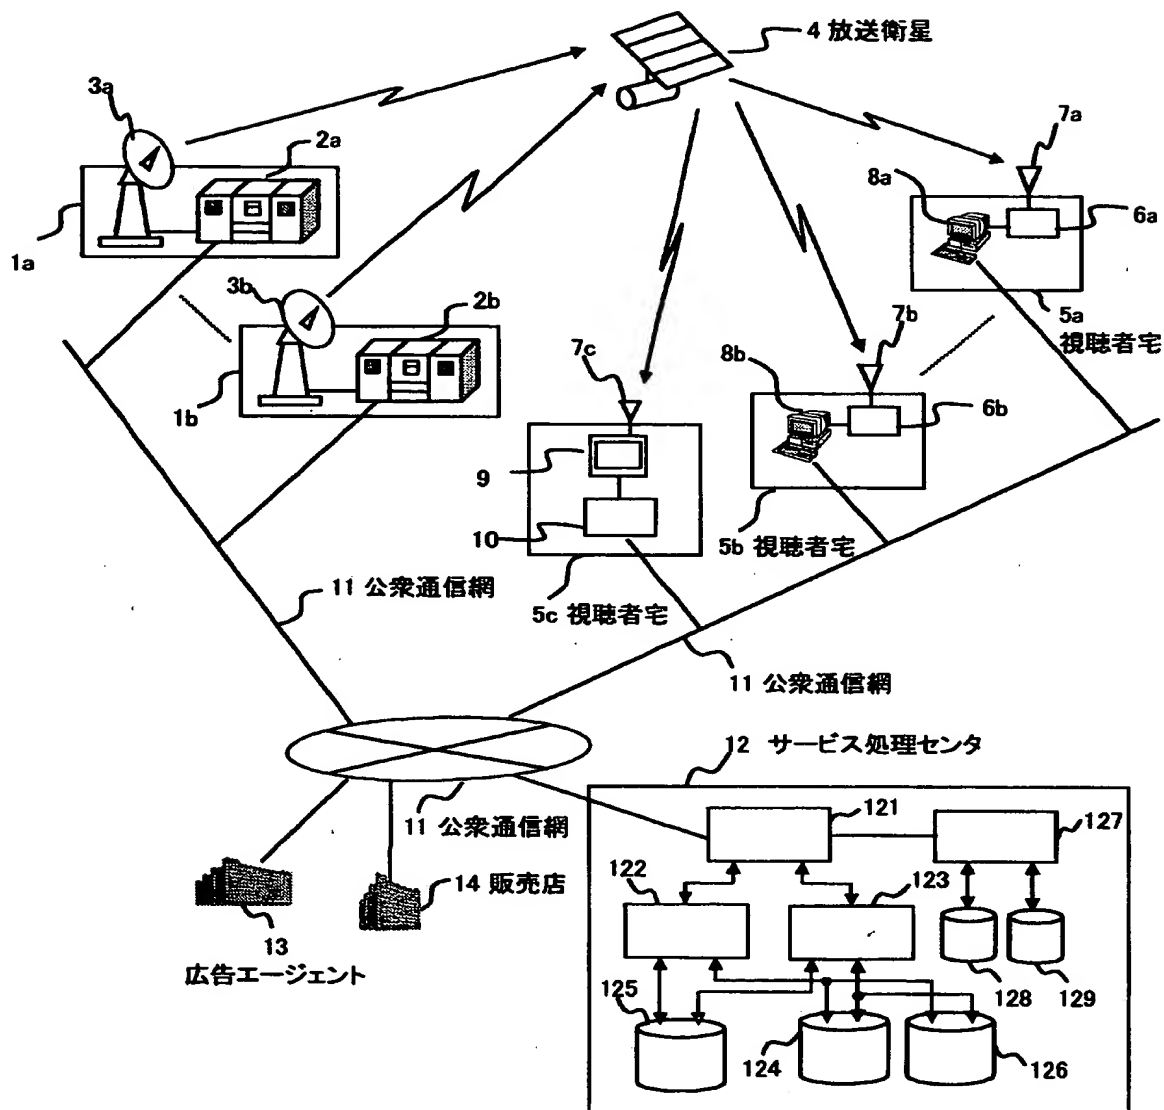 4 放送衛星
3a
2a
7a
8a
6a
1a
3b
2b
5a
視聴者宅
7b
7c
8b
1b
6b
9
10
5b 視聴者宅
11 公衆通信網
5c 視聴者宅
11 公衆通信網
12 サービス処理センタ
11 公衆通信網
121
127
122
123
14 販売店
13
広告エージェント
125
128
129
124
126